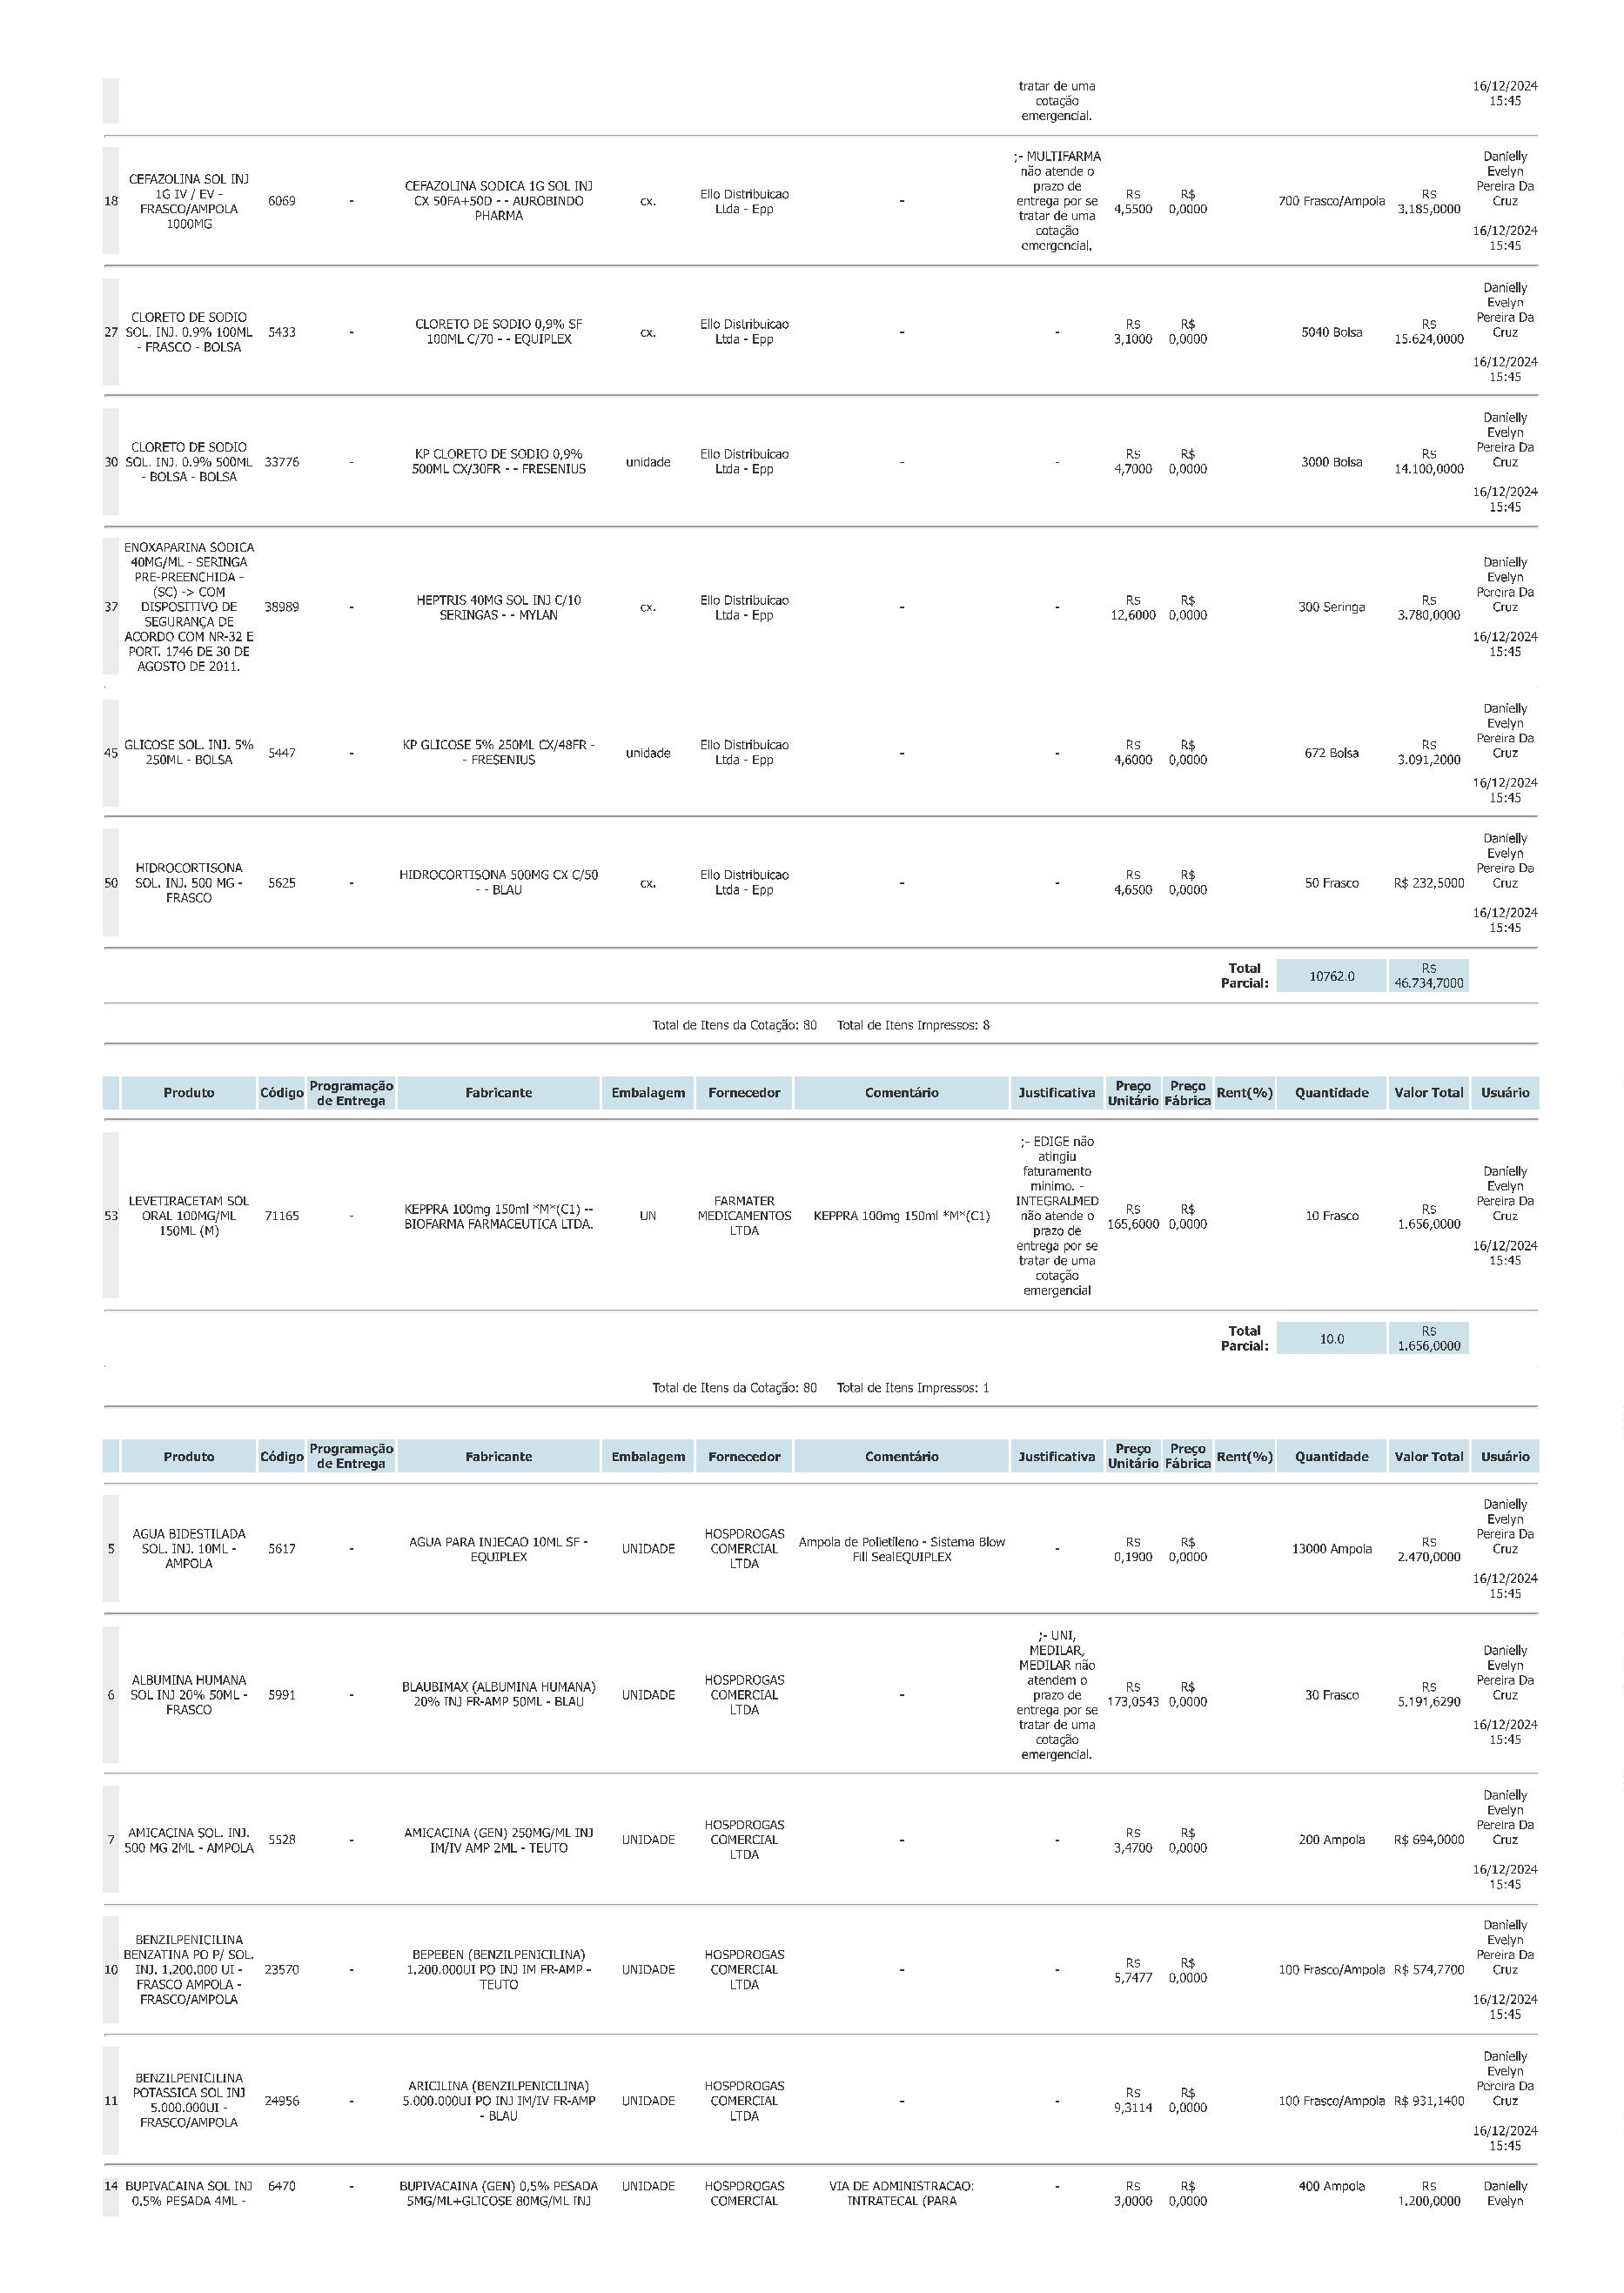 tratar de uma
cotação
emergencial.
16/12/2024
15:45
18
CEFAZOLINA SOL INJ
1G IV / EV -
FRASCO/AMPOLA
1000MG
6069
-
CEFAZOLINA SODICA 1G SOL INJ
CX 50FA+50D - - AUROBINDO
PHARMA
cx.
Ello Distribuicao
Ltda - Epp
-
;- MULTIFARMA
não atende o
prazo de
entrega por se
tratar de uma
cotação
emergencial.
R$
4,5500
R$
0,0000
700 Frasco/Ampola
R$
3.185,0000
Danielly
Evelyn
Pereira Da
Cruz
16/12/2024
15:45
27
CLORETO DE SODIO
SOL. INJ. 0.9% 100ML
- FRASCO - BOLSA
5433
-
CLORETO DE SODIO 0,9% SF
100ML C/70 - - EQUIPLEX
cx.
Ello Distribuicao
Ltda - Epp
-
-
R$
3,1000
R$
0,0000
5040 Bolsa
R$
15.624,0000
Danielly
Evelyn
Pereira Da
Cruz
16/12/2024
15:45
30
CLORETO DE SODIO
SOL. INJ. 0.9% 500ML
- BOLSA - BOLSA
33776
-
KP CLORETO DE SODIO 0,9%
500ML CX/30FR - - FRESENIUS
unidade
Ello Distribuicao
Ltda - Epp
-
-
R$
4,7000
R$
0,0000
3000 Bolsa
R$
14.100,0000
Danielly
Evelyn
Pereira Da
Cruz
16/12/2024
15:45
37
ENOXAPARINA SODICA
40MG/ML - SERINGA
PRE-PREENCHIDA -
(SC) -> COM
DISPOSITIVO DE
SEGURANÇA DE
ACORDO COM NR-32 E
PORT. 1746 DE 30 DE
AGOSTO DE 2011.
38989
-
HEPTRIS 40MG SOL INJ C/10
SERINGAS - - MYLAN
cx.
Ello Distribuicao
Ltda - Epp
-
-
R$
12,6000
R$
0,0000
300 Seringa
R$
3.780,0000
Danielly
Evelyn
Pereira Da
Cruz
16/12/2024
15:45
45
GLICOSE SOL. INJ. 5%
250ML - BOLSA
5447
-
KP GLICOSE 5% 250ML CX/48FR -
- FRESENIUS
unidade
Ello Distribuicao
Ltda - Epp
-
-
R$
4,6000
R$
0,0000
672 Bolsa
R$
3.091,2000
Danielly
Evelyn
Pereira Da
Cruz
16/12/2024
15:45
50
HIDROCORTISONA
SOL. INJ. 500 MG -
FRASCO
5625
-
HIDROCORTISONA 500MG CX C/50
- - BLAU
cx.
Ello Distribuicao
Ltda - Epp
-
-
R$
4,6500
R$
0,0000
50 Frasco
R$ 232,5000
Danielly
Evelyn
Pereira Da
Cruz
16/12/2024
15:45
Total
Parcial:
10762.0
R$
46.734,7000
Total de Itens da Cotação: 80 Total de Itens Impressos: 8
Produto
Código
Programação
de Entrega
Fabricante
Embalagem
Fornecedor
Comentário
Justificativa
Preço
Unitário
Preço
Fábrica
Rent(%)
Quantidade
Valor Total
Usuário
53
LEVETIRACETAM SOL
ORAL 100MG/ML
150ML (M)
71165
-
KEPPRA 100mg 150ml *M*(C1) --
BIOFARMA FARMACEUTICA LTDA.
UN
FARMATER
MEDICAMENTOS
LTDA
KEPPRA 100mg 150ml *M*(C1)
;- EDIGE não
atingiu
faturamento
minimo. -
INTEGRALMED
não atende o
prazo de
entrega por se
tratar de uma
cotação
emergencial
R$
165,6000
R$
0,0000
10 Frasco
R$
1.656,0000
Danielly
Evelyn
Pereira Da
Cruz
16/12/2024
15:45
Total
Parcial:
10.0
R$
1.656,0000
Total de Itens da Cotação: 80 Total de Itens Impressos: 1
Produto
Código
Programação
de Entrega
Fabricante
Embalagem
Fornecedor
Comentário
Justificativa
Preço
Unitário
Preço
Fábrica
Rent(%)
Quantidade
Valor Total
Usuário
5
AGUA BIDESTILADA
SOL. INJ. 10ML -
AMPOLA
5617
-
AGUA PARA INJECAO 10ML SF -
EQUIPLEX
UNIDADE
HOSPDROGAS
COMERCIAL
LTDA
Ampola de Polietileno - Sistema Blow
Fill SealEQUIPLEX
-
R$
0,1900
R$
0,0000
13000 Ampola
R$
2.470,0000
Danielly
Evelyn
Pereira Da
Cruz
16/12/2024
15:45
6
ALBUMINA HUMANA
SOL INJ 20% 50ML -
FRASCO
5991
-
BLAUBIMAX (ALBUMINA HUMANA)
20% INJ FR-AMP 50ML - BLAU
UNIDADE
HOSPDROGAS
COMERCIAL
LTDA
-
;- UNI,
MEDILAR,
MEDILAR não
atendem o
prazo de
entrega por se
tratar de uma
cotação
emergencial.
R$
173,0543
R$
0,0000
30 Frasco
R$
5.191,6290
Danielly
Evelyn
Pereira Da
Cruz
16/12/2024
15:45
7
AMICACINA SOL. INJ.
500 MG 2ML - AMPOLA
5528
-
AMICACINA (GEN) 250MG/ML INJ
IM/IV AMP 2ML - TEUTO
UNIDADE
HOSPDROGAS
COMERCIAL
LTDA
-
-
R$
3,4700
R$
0,0000
200 Ampola
R$ 694,0000
Danielly
Evelyn
Pereira Da
Cruz
16/12/2024
15:45
10
BENZILPENICILINA
BENZATINA PO P/ SOL.
INJ. 1.200.000 UI -
FRASCO AMPOLA -
FRASCO/AMPOLA
23570
-
BEPEBEN (BENZILPENICILINA)
1.200.000UI PO INJ IM FR-AMP -
TEUTO
UNIDADE
HOSPDROGAS
COMERCIAL
LTDA
-
-
R$
5,7477
R$
0,0000
100 Frasco/Ampola
R$ 574,7700
Danielly
Evelyn
Pereira Da
Cruz
16/12/2024
15:45
11
BENZILPENICILINA
POTASSICA SOL INJ
5.000.000UI -
FRASCO/AMPOLA
24956
-
ARICILINA (BENZILPENICILINA)
5.000.000UI PO INJ IM/IV FR-AMP
- BLAU
UNIDADE
HOSPDROGAS
COMERCIAL
LTDA
-
-
R$
9,3114
R$
0,0000
100 Frasco/Ampola
R$ 931,1400
Danielly
Evelyn
Pereira Da
Cruz
16/12/2024
15:45
14
BUPIVACAINA SOL INJ
0.5% PESADA 4ML -
6470
-
BUPIVACAINA (GEN) 0,5% PESADA
5MG/ML+GLICOSE 80MG/ML INJ
UNIDADE
HOSPDROGAS
COMERCIAL
VIA DE ADMINISTRACAO:
INTRATECAL (PARA
-
R$
3,0000
R$
0,0000
400 Ampola
R$
1.200,0000
Danielly
Evelyn